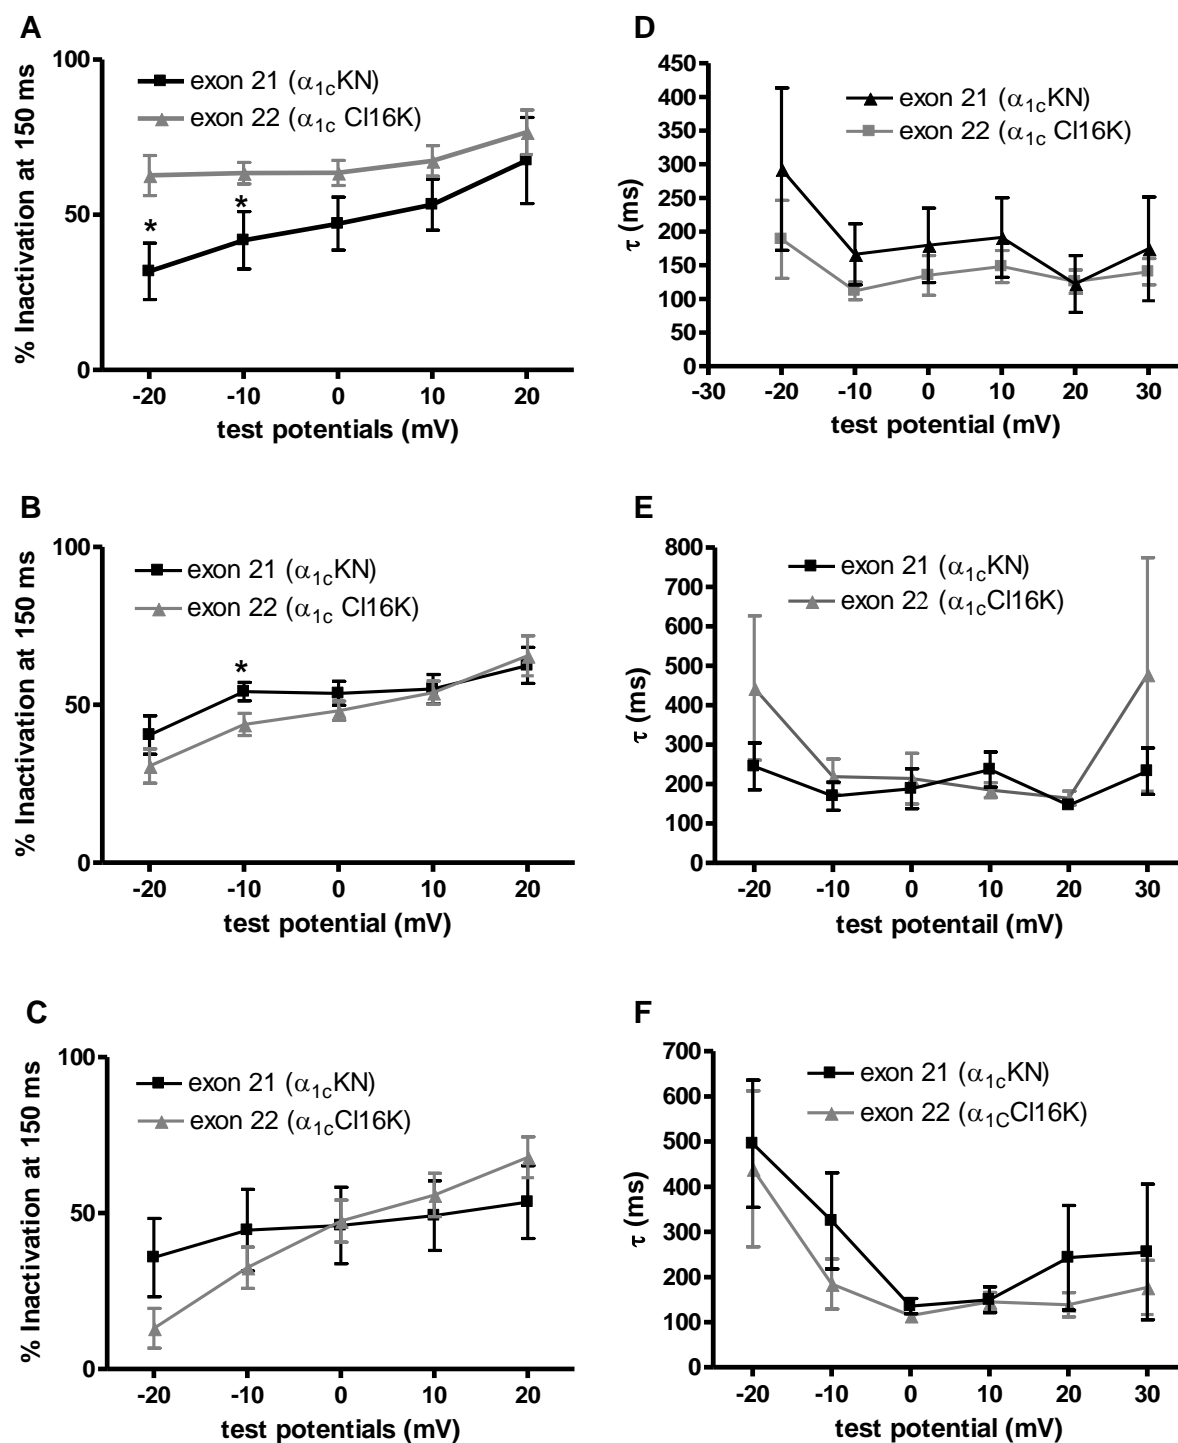 A
100
50
0
% Inactivation at 150 ms
exon 21 (α1cKN)
exon 22 (α1c Cl16K)
*
*
-20 -10 0 10 20
test potentials (mV)
D
450
400
350
300
250
200
150
100
50
0
τ (ms)
exon 21 (α1cKN)
exon 22 (α1c Cl16K)
-30 -20 -10 0 10 20 30
test potential (mV)
B
100
50
0
% Inactivation at 150 ms
exon 21 (α1cKN)
exon 22 (α1c Cl16K)
*
-20 -10 0 10 20
test potential (mV)
E
800
700
600
500
400
300
200
100
0
τ (ms)
exon 21 (α1cKN)
exon 22 (α1cCl16K)
-20 -10 0 10 20 30
test potentail (mV)
C
100
50
0
% Inactivation at 150 ms
exon 21 (α1cKN)
exon 22 (α1cCl16K)
-20 -10 0 10 20
test potentials (mV)
F
700
600
500
400
300
200
100
0
τ (ms)
exon 21 (α1cKN)
exon 22 (α1CCl16K)
-20 -10 0 10 20 30
test potential (mV)